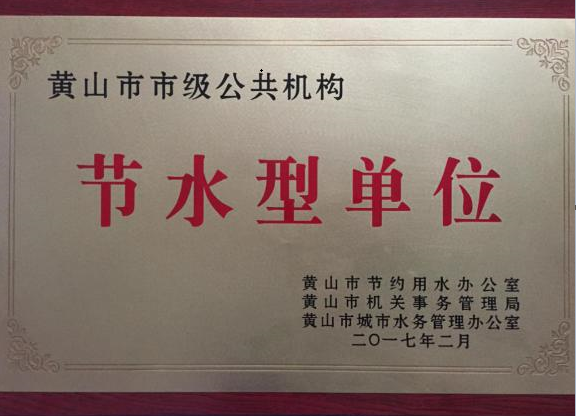 黄山市市级公共机构
节水型单位
黄山市节约用水办公室
黄山市机关事务管理局
黄山市城市水务管理办公室
二〇一七年二月